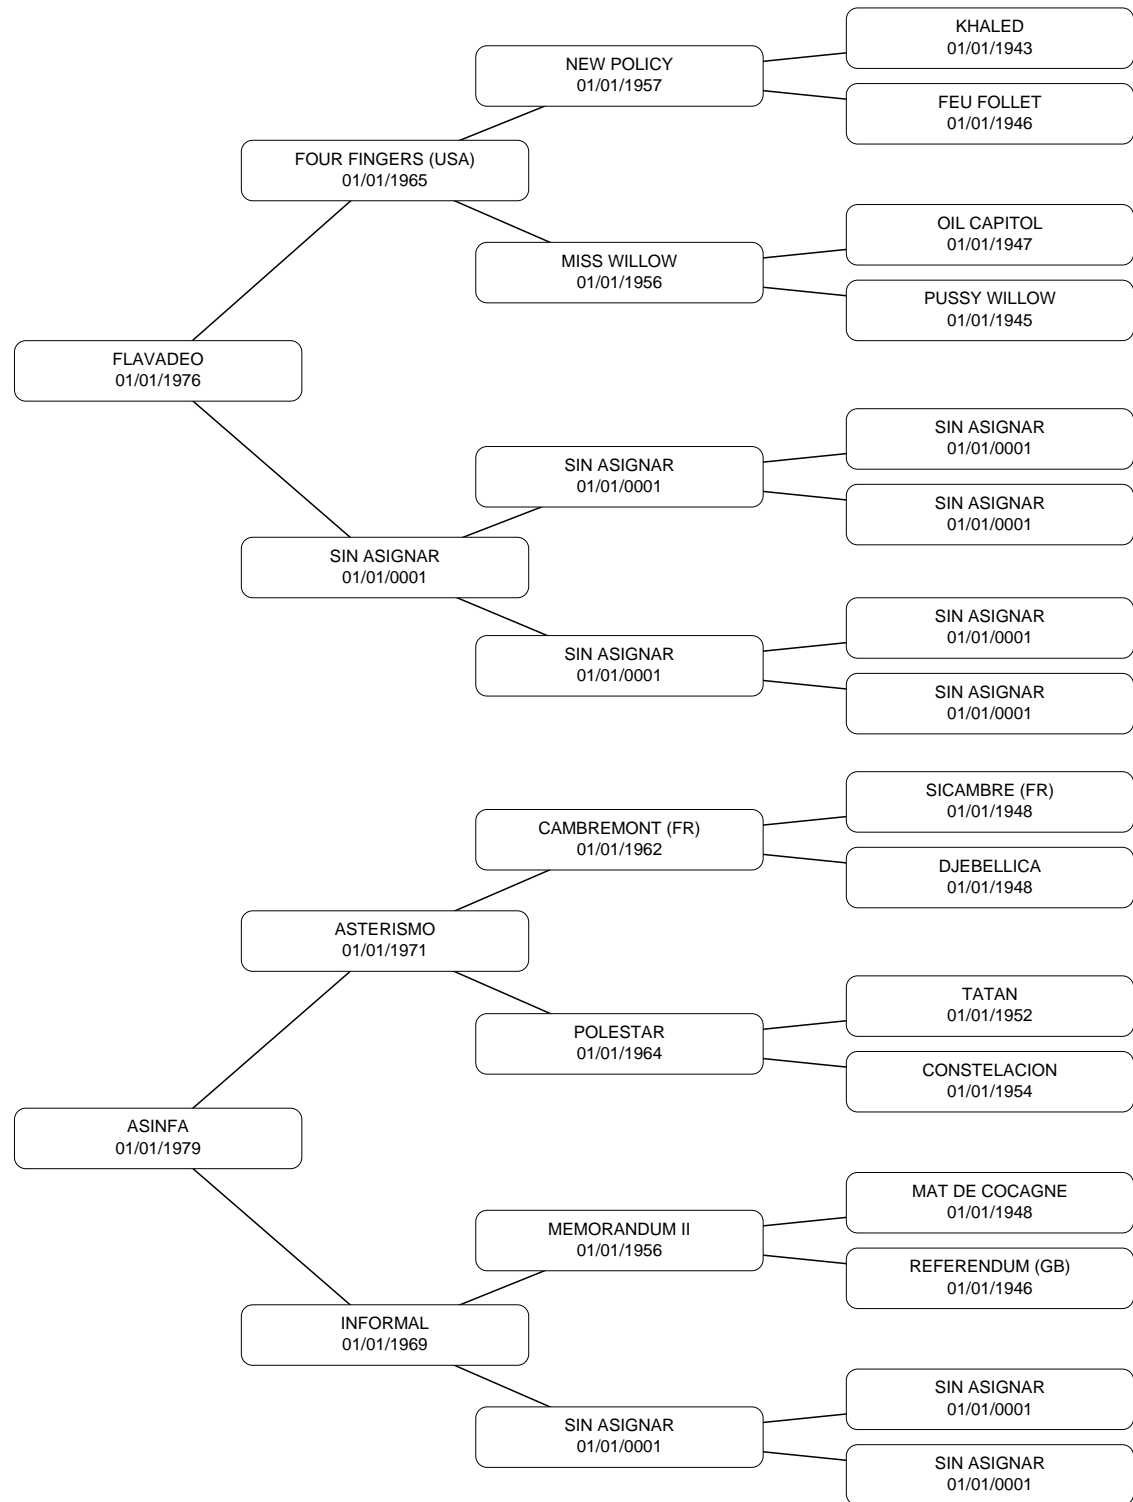 KHALED
01/01/1943
NEW POLICY
01/01/1957
FEU FOLLET
01/01/1946
FOUR FINGERS (USA)
01/01/1965
OIL CAPITOL
01/01/1947
MISS WILLOW
01/01/1956
PUSSY WILLOW
01/01/1945
FLAVADEO
01/01/1976
SIN ASIGNAR
01/01/0001
SIN ASIGNAR
01/01/0001
SIN ASIGNAR
01/01/0001
SIN ASIGNAR
01/01/0001
SIN ASIGNAR
01/01/0001
SIN ASIGNAR
01/01/0001
SIN ASIGNAR
01/01/0001
SICAMBRE (FR)
01/01/1948
CAMBREMONT (FR)
01/01/1962
DJEBELLICA
01/01/1948
ASTERISMO
01/01/1971
TATAN
01/01/1952
POLESTAR
01/01/1964
CONSTELACION
01/01/1954
ASINFA
01/01/1979
MAT DE COCAGNE
01/01/1948
MEMORANDUM II
01/01/1956
REFERENDUM (GB)
01/01/1946
INFORMAL
01/01/1969
SIN ASIGNAR
01/01/0001
SIN ASIGNAR
01/01/0001
SIN ASIGNAR
01/01/0001